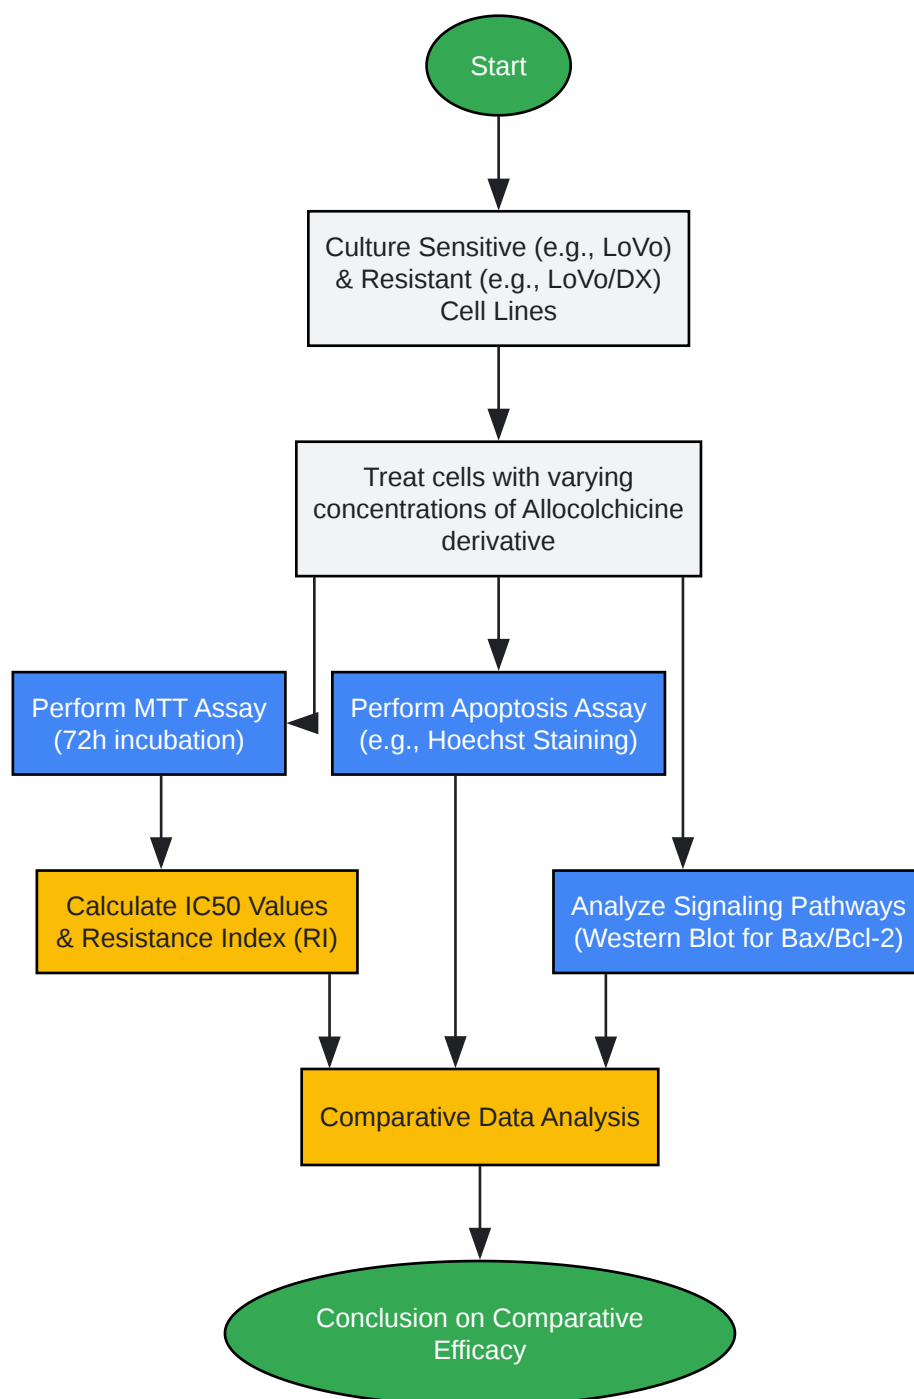 Start
Culture Sensitive (e.g., LoVo)
& Resistant (e.g., LoVo/DX)
Cell Lines
Treat cells with varying
concentrations of Allocolchicine
derivative
Perform MTT Assay
(72h incubation)
Perform Apoptosis Assay
(e.g., Hoechst Staining)
Calculate IC50 Values
& Resistance Index (RI)
Analyze Signaling Pathways
(Western Blot for Bax/Bcl-2)
Comparative Data Analysis
Conclusion on Comparative
Efficacy